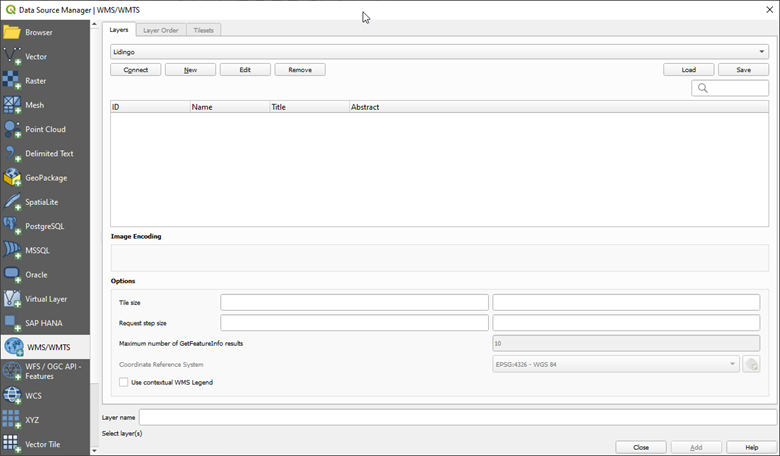 Data Source Manager | WMS/WMTS
Browser
Vector
Raster
Mesh
Point Cloud
Delimited Text
GeoPackage
SpatiaLite
PostgreSQL
MSSQL
Oracle
Virtual Layer
SAP HANA
WMS/WMTS
WFS / OGC API -
Features
WCS
XYZ
Vector Tile
Layers Layer Order Tilesets
Lidingo
Connect New Edit Remove Load Save
ID Name Title Abstract
Image Encoding
Options
Tile size
Request step size
Maximum number of GetFeatureInfo results 10
Coordinate Reference System EPSG:4326 - WGS 84
Use contextual WMS Legend
Layer name
Select layer(s)
Close Add Help